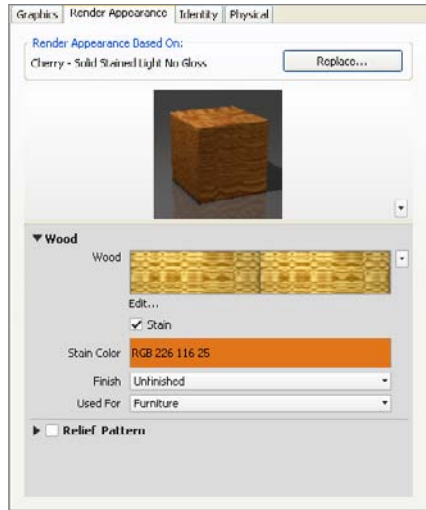 Graphics Render Appearance Identity Physical
Render Appearance Based On:
Cherry - Solid Stained Light No Gloss Replace...
Wood
Wood
Edit...
Stain
Stain Color RGB 226 116 25
Finish Unfinished
Used For Furniture
Relief Pattern